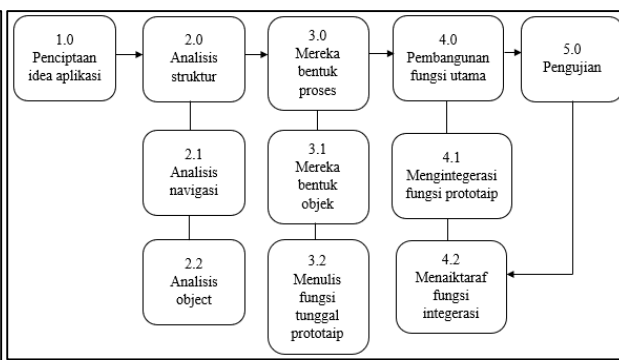 1.0
Penciptaan
idea aplikasi
2.0
Analisis
struktur
3.0
Mereka
bentuk
proses
4.0
Pembangunan
fungsi utama
5.0
Pengujian
2.1
Analisis
navigasi
3.1
Mereka
bentuk
objek
4.1
Mengintegerasi
fungsi prototaip
2.2
Analisis
object
3.2
Menulis
fungsi
tunggal
prototaip
4.2
Menaiktaraf
fungsi
integerasi